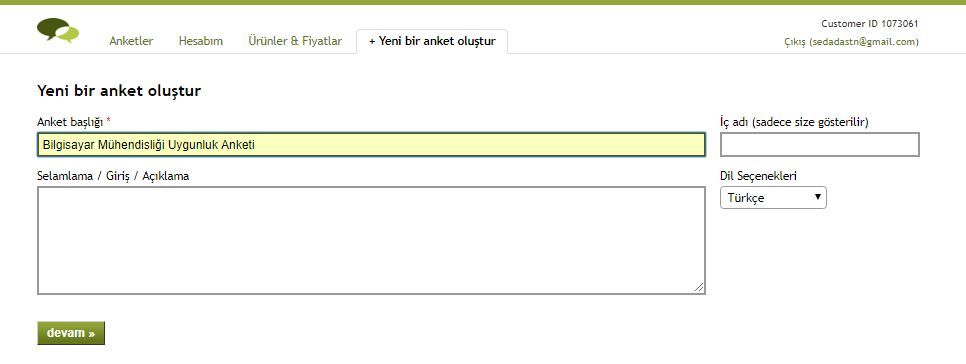 Customer ID 1073061
Anketler Hesabım Ürünler & Fiyatlar + Yeni bir anket oluştur
Çıkış (sedadastn@gmail.com)
Yeni bir anket oluştur
Anket başlığı *
İç adı (sadece size gösterilir)
Bilgisayar Mühendisliği Uygunluk Anketi
Selamlama / Giriş / Açıklama
Dil Seçenekleri
Türkçe
devam »